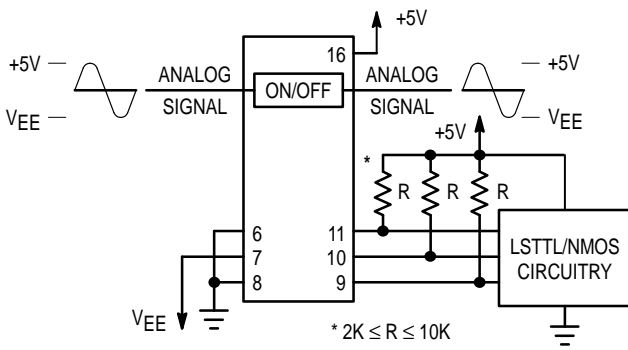 +5V
16
+5V
ANALOG
SIGNAL
ON/OFF
ANALOG
SIGNAL
+5V
VEE
VEE
+5V
*
R
R
R
6
11
7
10
8
9
LSTTL/NMOS
CIRCUITRY
VEE
* 2K ≤ R ≤ 10K